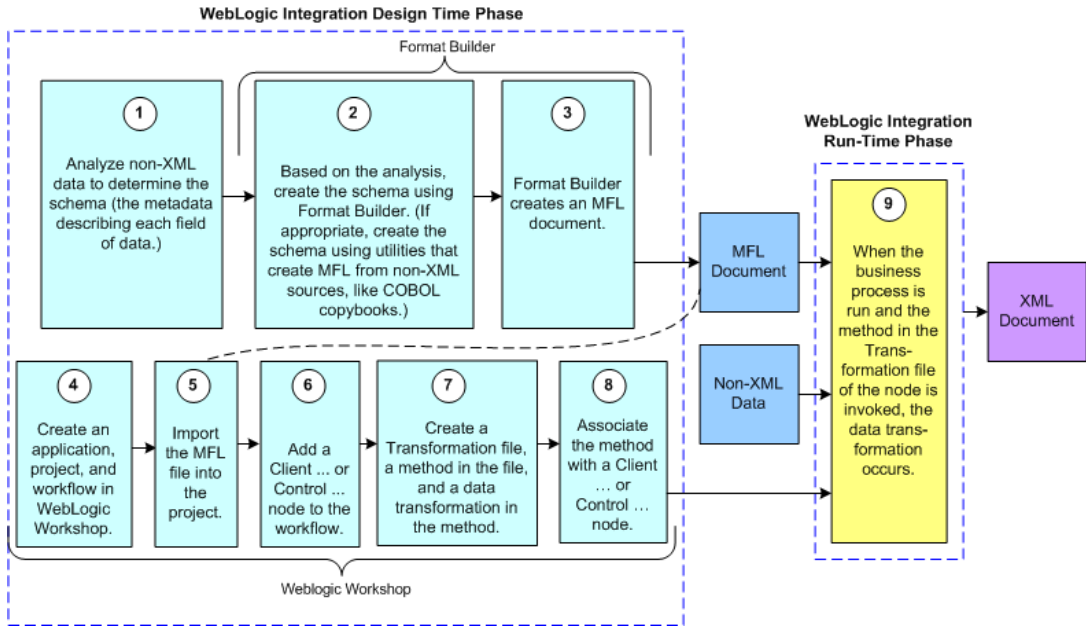 WebLogic Integration Design Time Phase
Format Builder
1
Analyze non-XML
data to determine the
schema (the metadata
describing each field
of data.)
2
Based on the analysis,
create the schema using
Format Builder. (If
appropriate, create the
schema using utilities that
create MFL from non-XML
sources, like COBOL
copybooks.)
3
Format Builder
creates an MFL
document.
4
Create an
application,
project, and
workflow in
WebLogic
Workshop.
5
Import
the MFL
file into
the
project.
6
Add a
Client ... or
Control ...
node to the
workflow.
7
Create a
Transformation file,
a method in the file,
and a data
transformation
in the method.
8
Associate
the method
with a Client
... or
Control ...
node.
Weblogic Workshop
MFL
Document
Non-XML
Data
WebLogic Integration
Run-Time Phase
9
When the
business
process is
run and the
method in the
Trans-
formation file
of the node is
invoked, the
data trans-
formation
occurs.
XML
Document